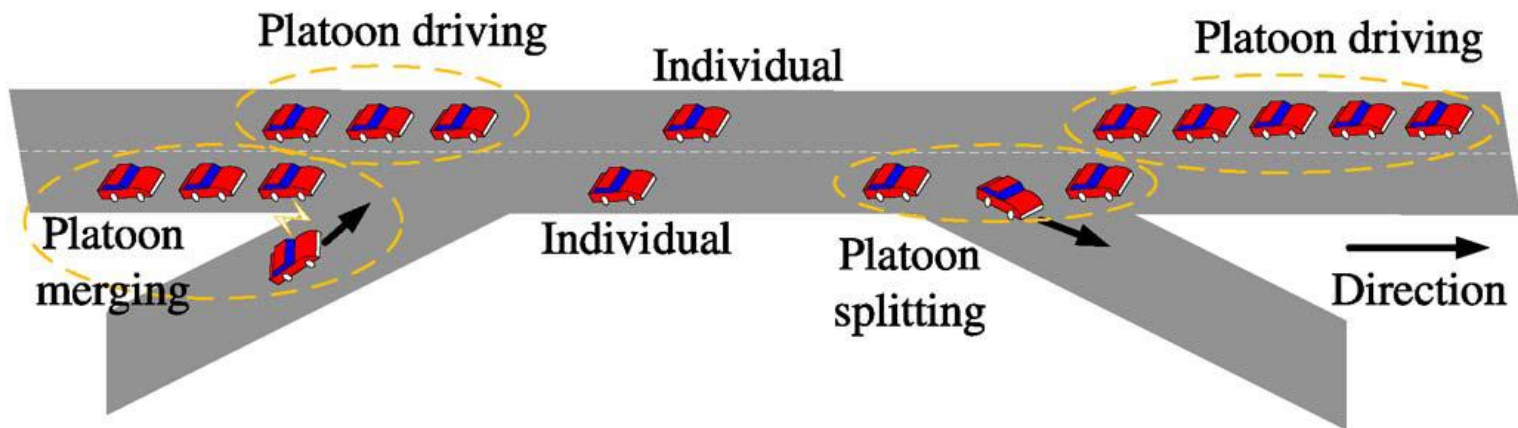 Platoon driving
Individual
Platoon driving
Platoon
merging
Individual
Platoon
splitting
Direction